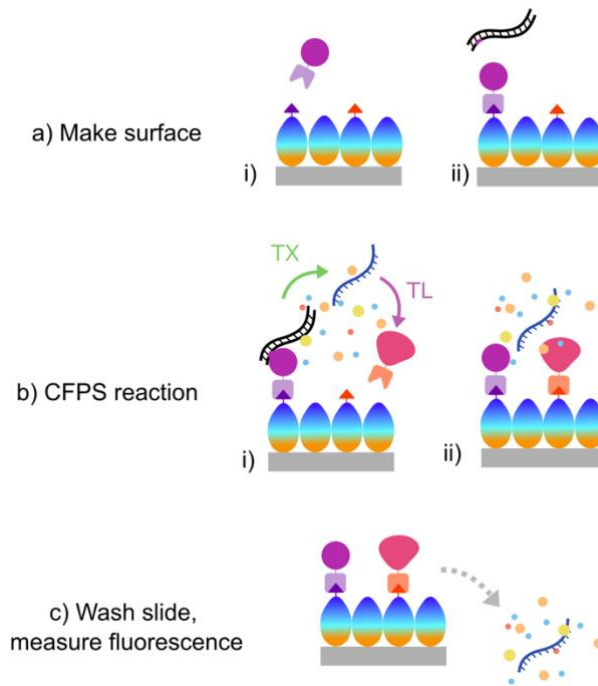 a) Make surface
i)
ii)
TX
TL
b) CFPS reaction
i)
ii)
c) Wash slide,
measure fluorescence